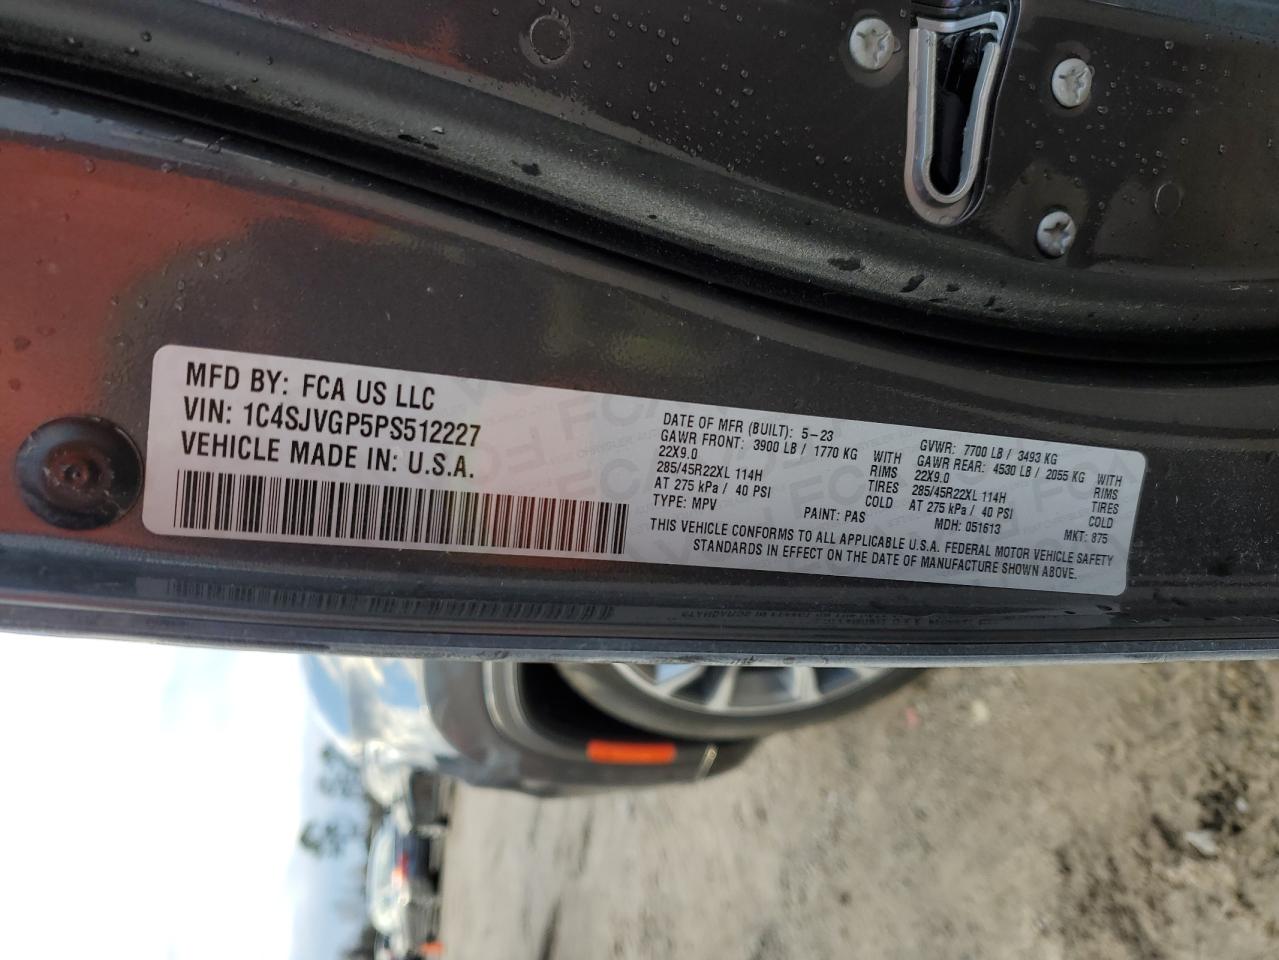 MFD BY: FCA US LLC
VIN: 1C4SJVGP5PS512227
VEHICLE MADE IN: U.S.A.
DATE OF MFR (BUILT): 5-23
GAWR FRONT: 3900 LB / 1770 KG WITH
22X9.0 RIMS
285/45R22XL 114H TIRES
AT 275 kPa / 40 PSI COLD
TYPE: MPV PAINT: PAS
GVWR: 7700 LB / 3493 KG
GAWR REAR: 4530 LB / 2055 KG WITH
22X9.0 RIMS
285/45R22XL 114H TIRES
AT 275 kPa / 40 PSI COLD
MDH: 051613 MKT: 875
THIS VEHICLE CONFORMS TO ALL APPLICABLE U.S.A. FEDERAL MOTOR VEHICLE SAFETY
STANDARDS IN EFFECT ON THE DATE OF MANUFACTURE SHOWN ABOVE.